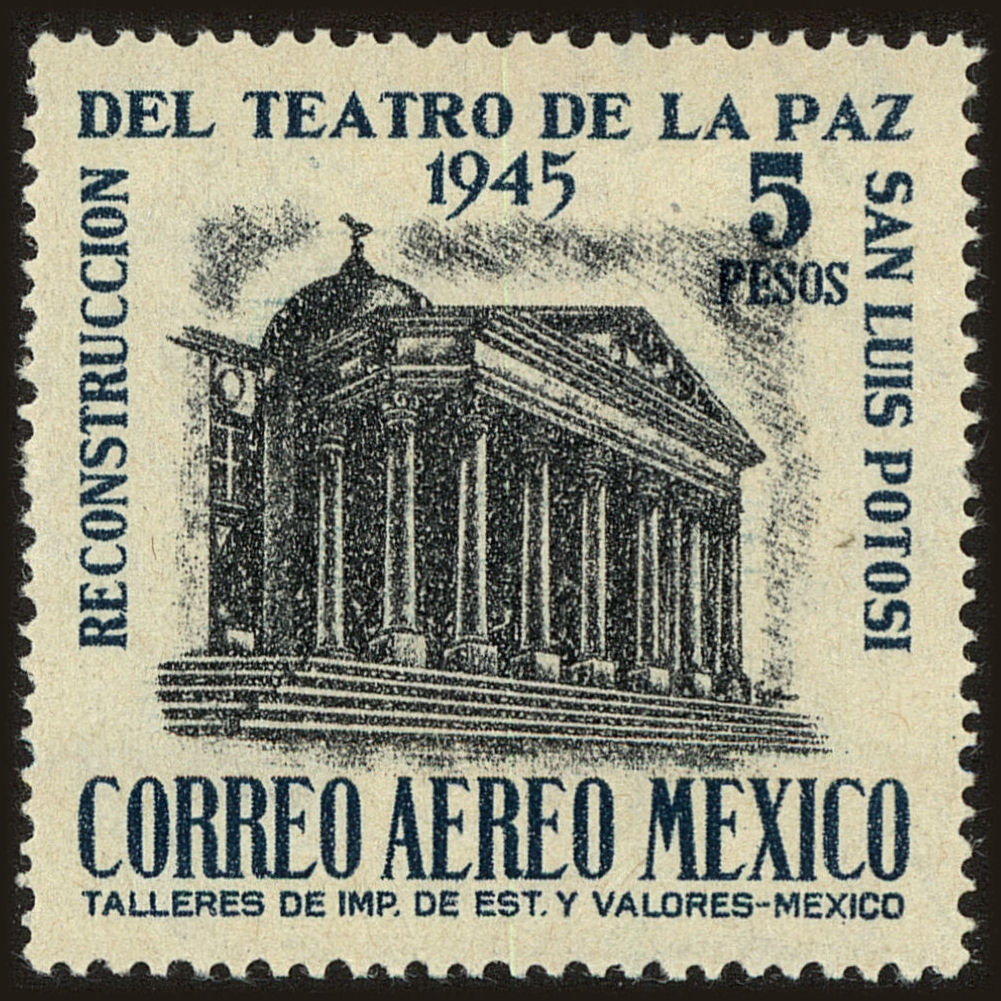 RECONSTRUCCION
DEL TEATRO DE LA PAZ
SAN LUIS POTOSI
1945
5
PESOS
CORREO AEREO MEXICO
TALLERES DE IMP. DE EST. Y VALORES-MEXICO